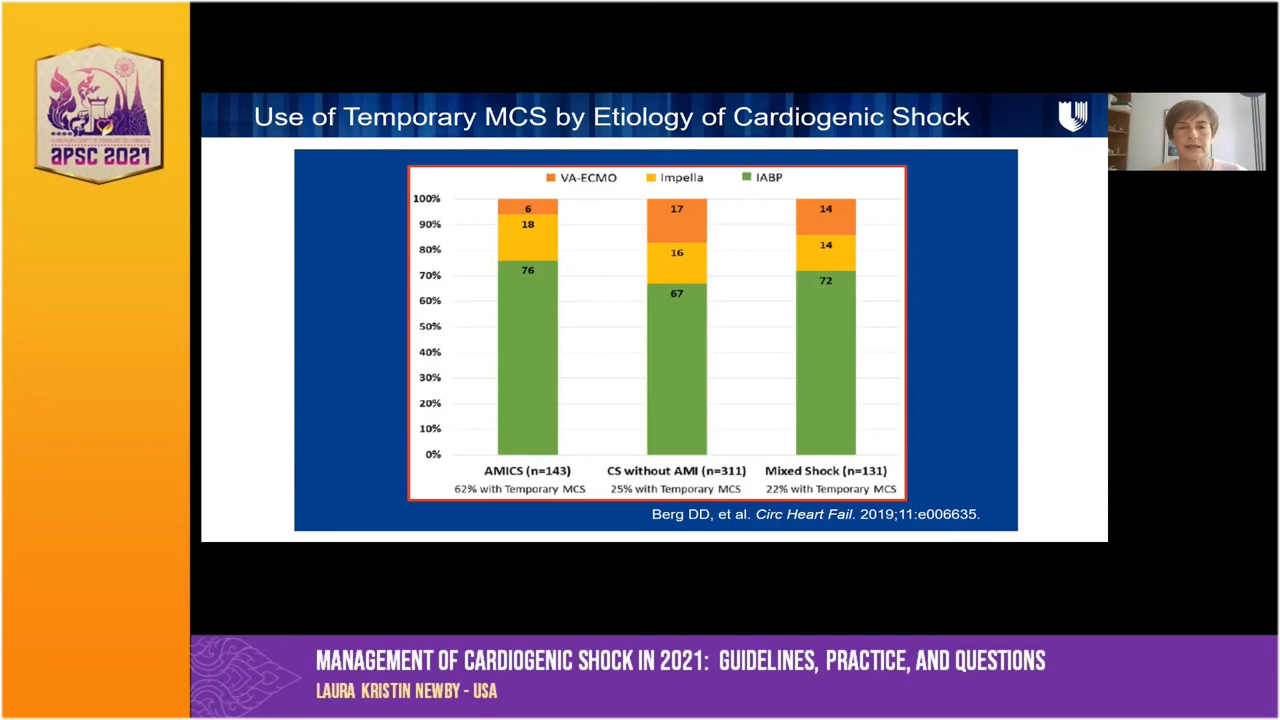 APSC 2021
Use of Temporary MCS by Etiology of Cardiogenic Shock
VA-ECMO Impella IABP
100%
90%
80%
70%
60%
50%
40%
30%
20%
10%
0%
6
18
76
17
16
67
14
14
72
AMICS (n=143) CS without AMI (n=311) Mixed Shock (n=131)
62% with Temporary MCS 25% with Temporary MCS 22% with Temporary MCS
Berg DD, et al. Circ Heart Fail. 2019;11:e006635.
MANAGEMENT OF CARDIOGENIC SHOCK IN 2021: GUIDELINES, PRACTICE, AND QUESTIONS
LAURA KRISTIN NEWBY - USA